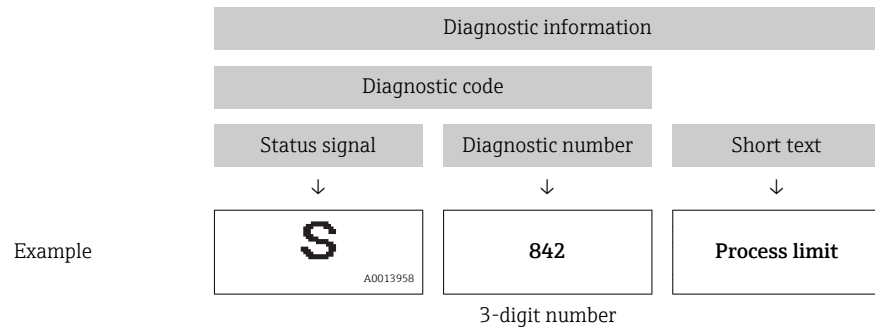 Diagnostic information
Diagnostic code
Status signal Diagnostic number Short text
↓ ↓ ↓
Example S 842 Process limit
A0013958
3-digit number